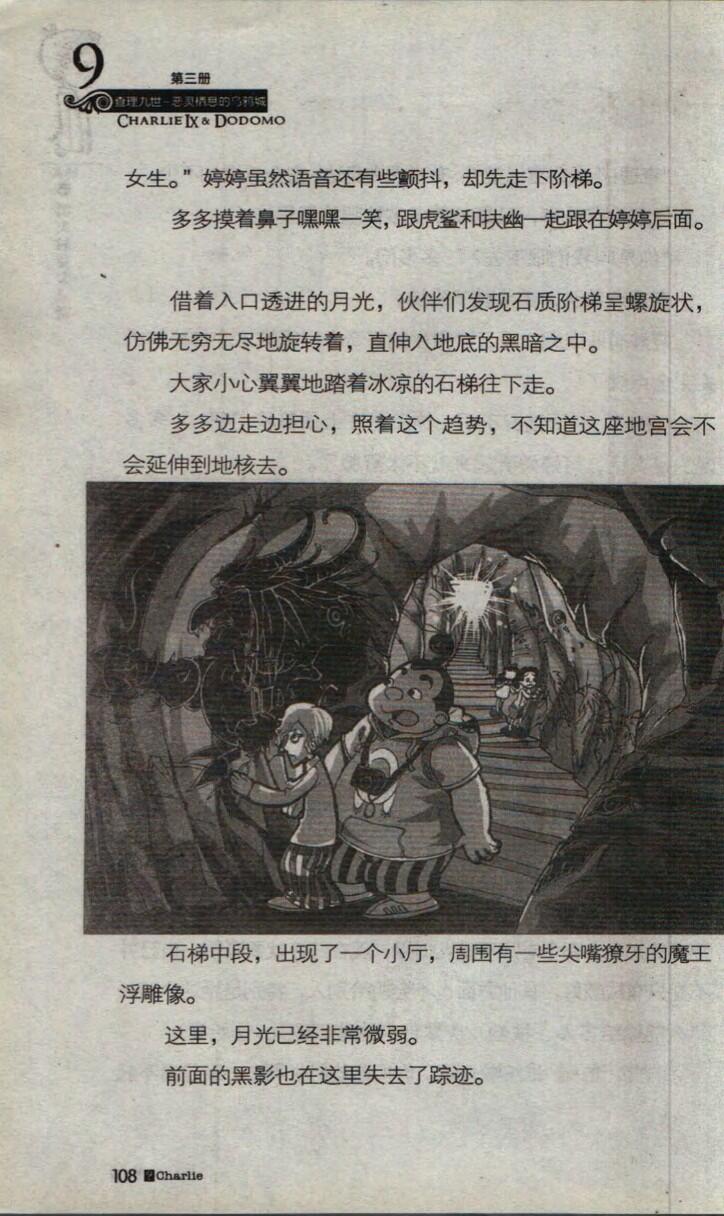 9
第三册
查理九世-恶灵栖息的乌鸦城
CHARLIE IX & DODOMO
女生。”婷婷虽然语音还有些颤抖，却先走下阶梯。
多多摸着鼻子嘿嘿一笑，跟虎鲨和扶幽一起跟在婷婷后面。
借着入口透进的月光，伙伴们发现石质阶梯呈螺旋状，
仿佛无穷无尽地旋转着，直伸入地底的黑暗之中。
大家小心翼翼地踏着冰凉的石梯往下走。
多多边走边担心，照着这个趋势，不知道这座地宫会不
会延伸到地核去。
石梯中段，出现了一个小厅，周围有一些尖嘴獠牙的魔王
浮雕像。
这里，月光已经非常微弱。
前面的黑影也在这里失去了踪迹。
108 Charlie